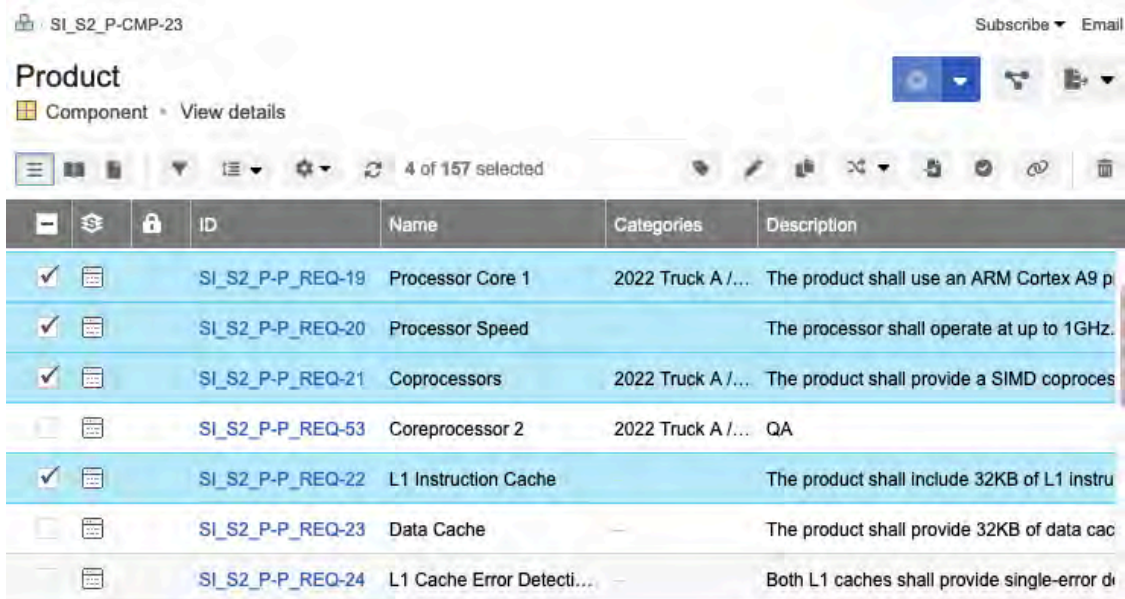 SI_S2_P-CMP-23 Subscribe Email
Product
Component • View details
4 of 157 selected
ID Name Categories Description
SI_S2_P-P_REQ-19 Processor Core 1 2022 Truck A /... The product shall use an ARM Cortex A9
SI_S2_P-P_REQ-20 Processor Speed The processor shall operate at up to 1GHz.
SI_S2_P-P_REQ-21 Coprocessors 2022 Truck A /... The product shall provide a SIMD coproces
SI_S2_P-P_REQ-53 Coreprocessor 2 2022 Truck A /... QA
SI_S2_P-P_REQ-22 L1 Instruction Cache The product shall include 32KB of L1 instru
SI_S2_P-P_REQ-23 Data Cache — The product shall provide 32KB of data cac
SI_S2_P-P_REQ-24 L1 Cache Error Detecti... — Both L1 caches shall provide single-error d